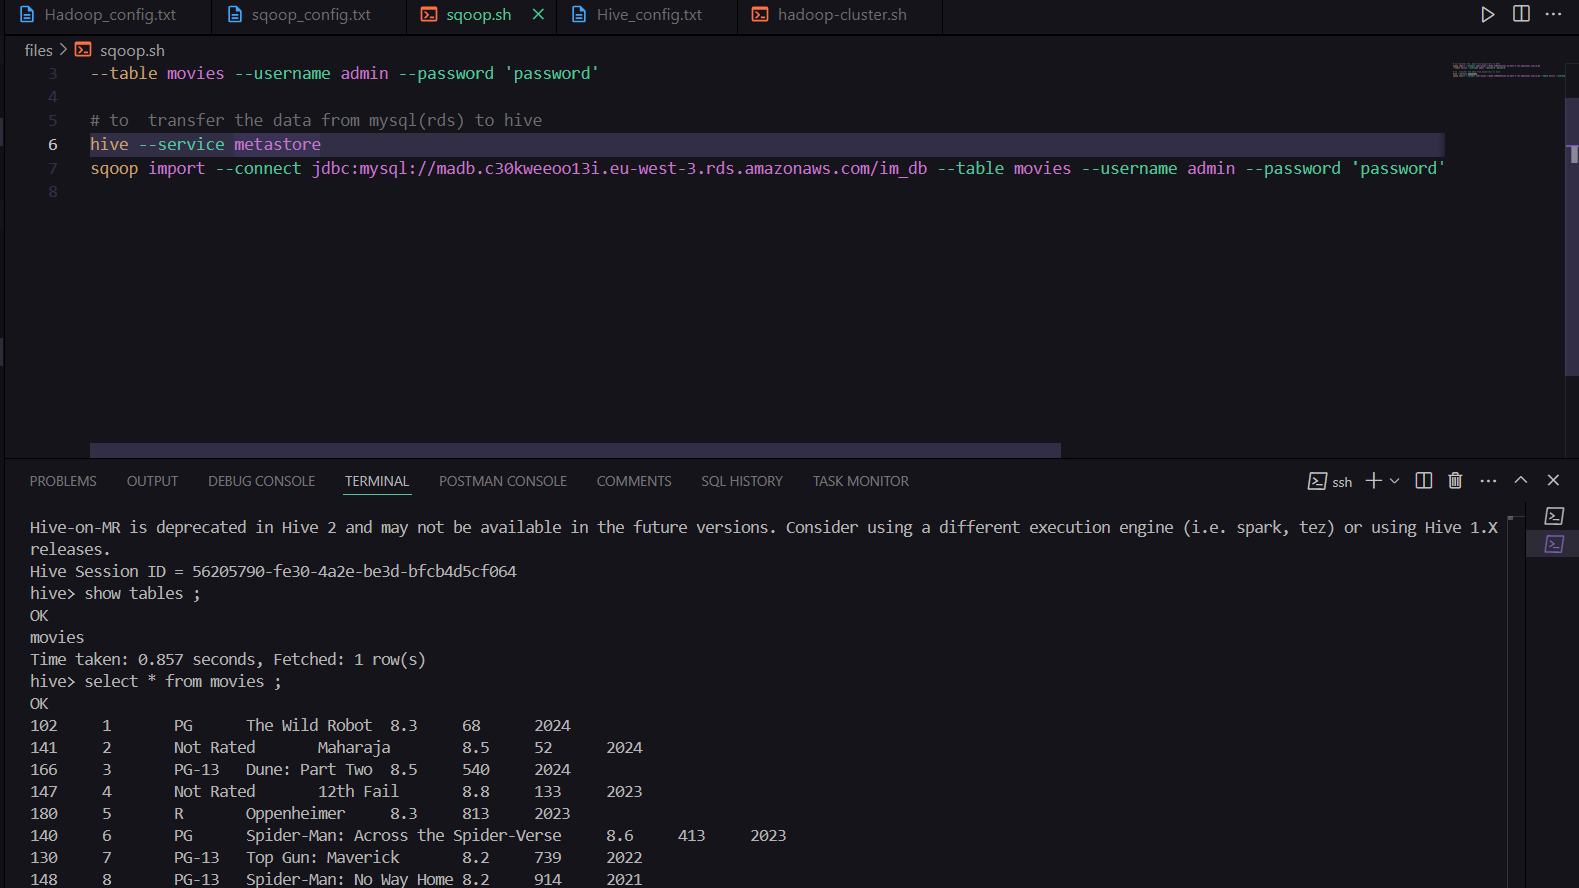 Hadoop_config.txt sqoop_config.txt sqoop.sh Hive_config.txt hadoop-cluster.sh
files > sqoop.sh
3 --table movies --username admin --password 'password'
4
5 # to  transfer the data from mysql(rds) to hive
6 hive --service metastore
7 sqoop import --connect jdbc:mysql://madb.c30kweeoo13i.eu-west-3.rds.amazonaws.com/im_db --table movies --username admin --password 'password'
8
PROBLEMS OUTPUT DEBUG CONSOLE TERMINAL POSTMAN CONSOLE COMMENTS SQL HISTORY TASK MONITOR ssh
Hive-on-MR is deprecated in Hive 2 and may not be available in the future versions. Consider using a different execution engine (i.e. spark, tez) or using Hive 1.X
releases.
Hive Session ID = 56205790-fe30-4a2e-be3d-bfcb4d5cf064
hive> show tables ;
OK
movies
Time taken: 0.857 seconds, Fetched: 1 row(s)
hive> select * from movies ;
OK
102 1 PG The Wild Robot 8.3 68 2024
141 2 Not Rated Maharaja 8.5 52 2024
166 3 PG-13 Dune: Part Two 8.5 540 2024
147 4 Not Rated 12th Fail 8.8 133 2023
180 5 R Oppenheimer 8.3 813 2023
140 6 PG Spider-Man: Across the Spider-Verse 8.6 413 2023
130 7 PG-13 Top Gun: Maverick 8.2 739 2022
148 8 PG-13 Spider-Man: No Way Home 8.2 914 2021